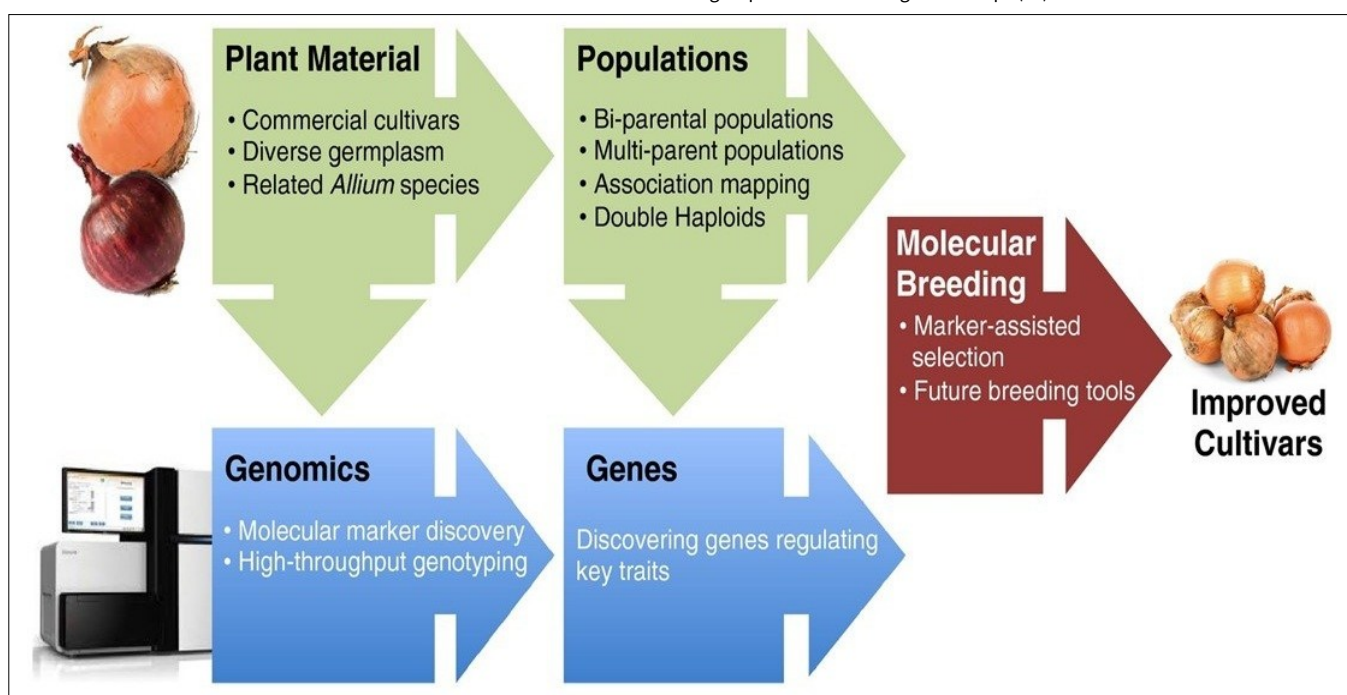 Plant Material
• Commercial cultivars
• Diverse germplasm
• Related Allium species
Populations
• Bi-parental populations
• Multi-parent populations
• Association mapping
• Double Haploids
Molecular
Breeding
• Marker-assisted
selection
• Future breeding tools
Improved
Cultivars
Genomics
• Molecular marker discovery
• High-throughput genotyping
Genes
Discovering genes regulating
key traits